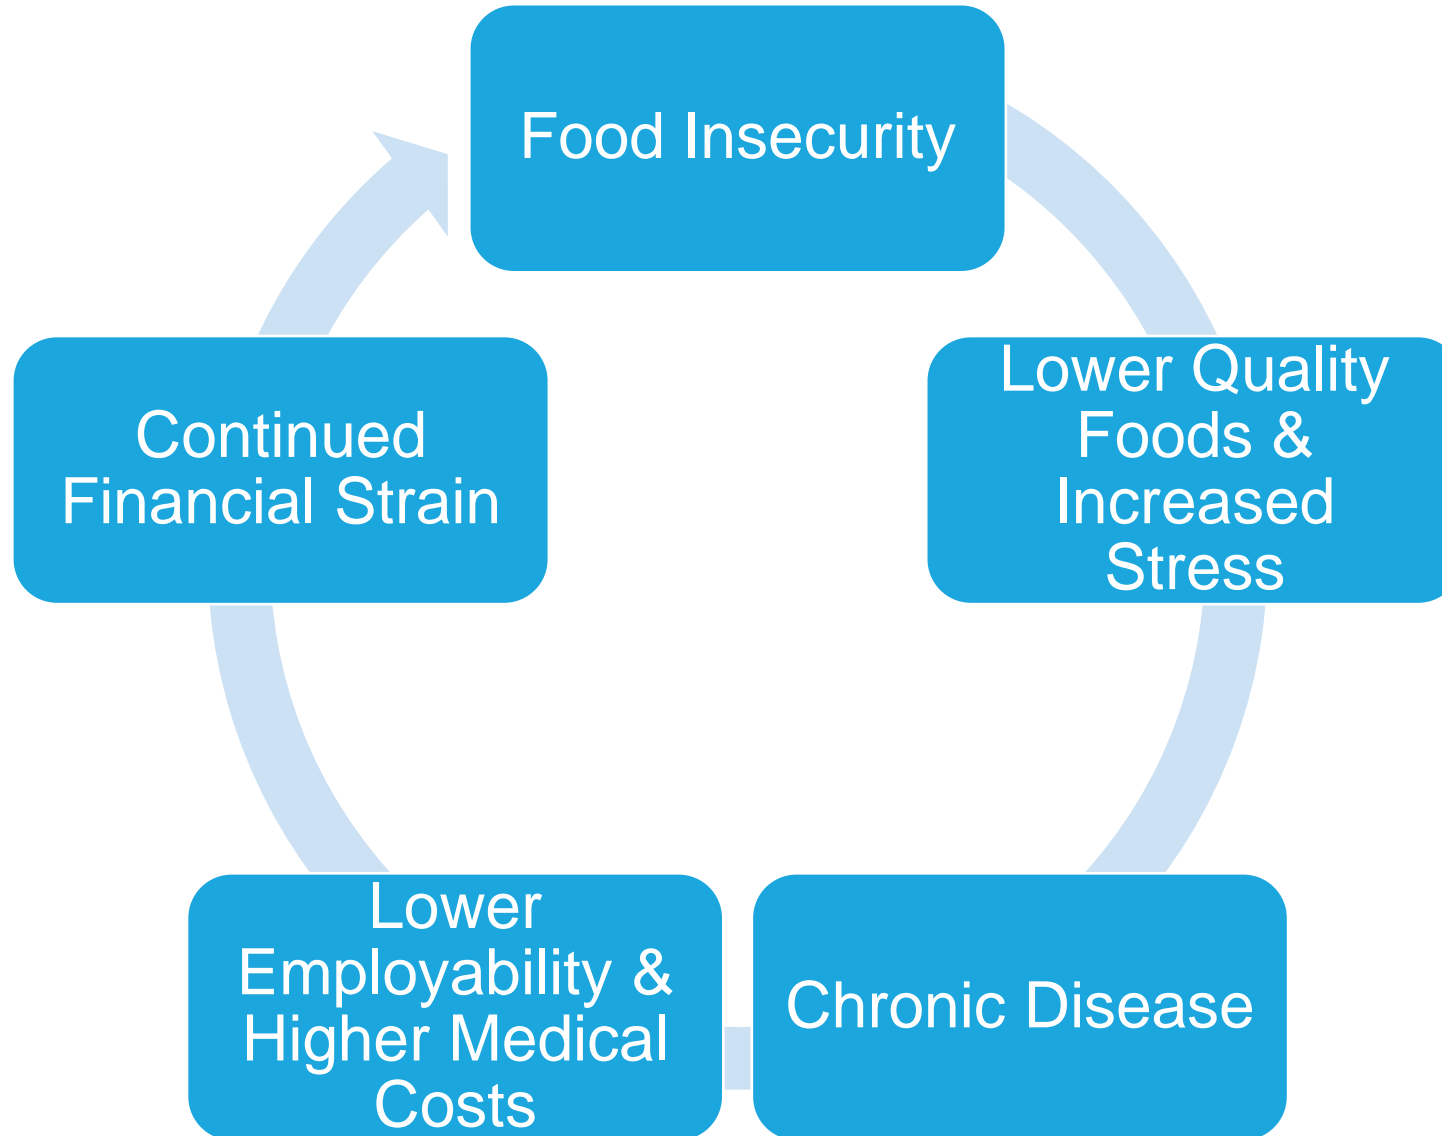 Food Insecurity
Lower Quality
Foods &
Increased
Stress
Chronic Disease
Lower
Employability &
Higher Medical
Costs
Continued
Financial Strain